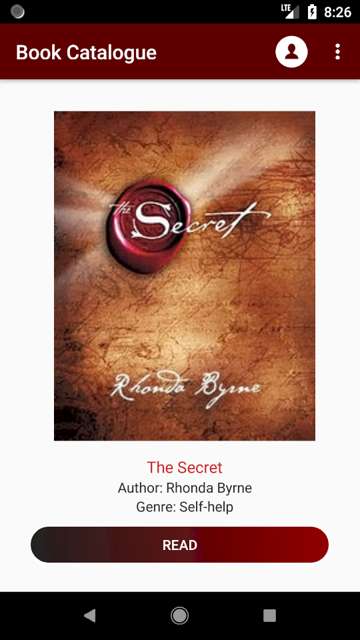 LTE 8:26
Book Catalogue
the Secret
Rhonda Byrne
The Secret
Author: Rhonda Byrne
Genre: Self-help
READ